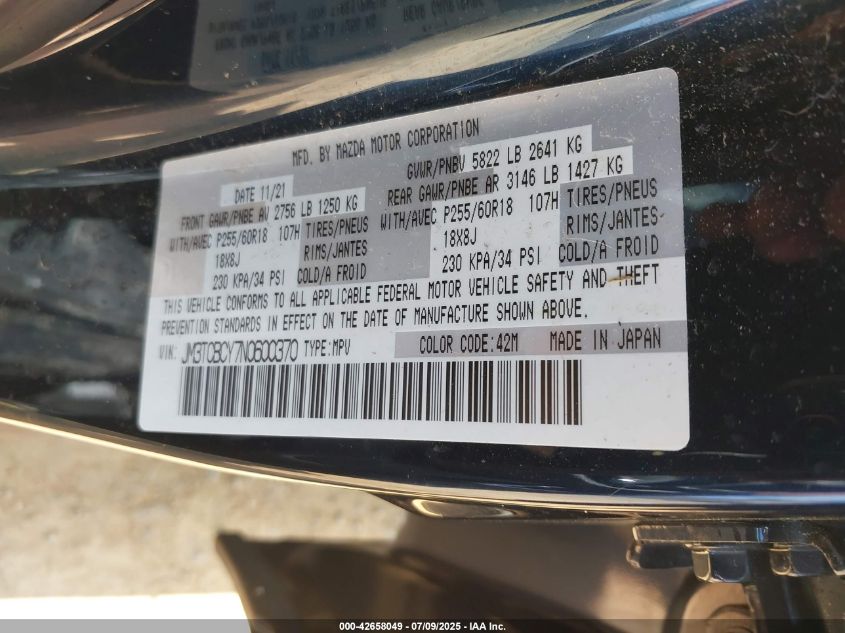 MFD. BY MAZDA MOTOR CORPORATION
DATE 11/21 GVWR/PNBV 5822 LB 2641 KG
FRONT GAWR/PNBE AV 2756 LB 1250 KG REAR GAWR/PNBE AR 3146 LB 1427 KG
WITH/AVEC P255/60R18 107H TIRES/PNEUS WITH/AVEC P255/60R18 107H TIRES/PNEUS
18X8J RIMS/JANTES 18X8J RIMS/JANTES
230 KPA/34 PSI COLD/A FROID 230 KPA/34 PSI COLD/A FROID
THIS VEHICLE CONFORMS TO ALL APPLICABLE FEDERAL MOTOR VEHICLE SAFETY AND THEFT
PREVENTION STANDARDS IN EFFECT ON THE DATE OF MANUFACTURE SHOWN ABOVE.
VIN: JM3TCBCY7N0600370 TYPE:MPV COLOR CODE:42M MADE IN JAPAN
000-42658049 - 07/09/2025 - IAA Inc.